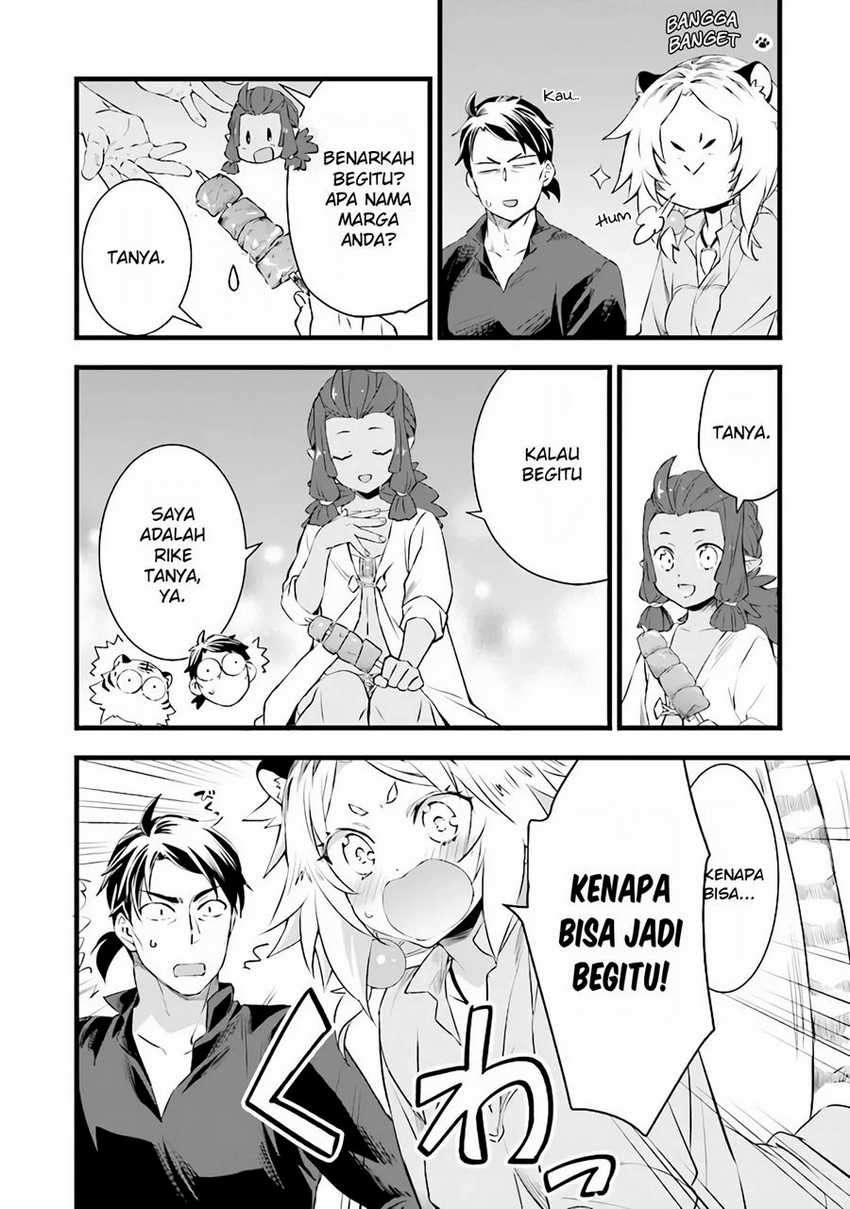 BANGGA
BANGET
Kau...
Hum
BENARKAH
BEGITU?
APA NAMA
MARGA
ANDA?
TANYA.
TANYA.
KALAU
BEGITU
SAYA
ADALAH
RIKE
TANYA,
YA.
KENAPA
BISA...
KENAPA
BISA JADI
BEGITU!
くわ